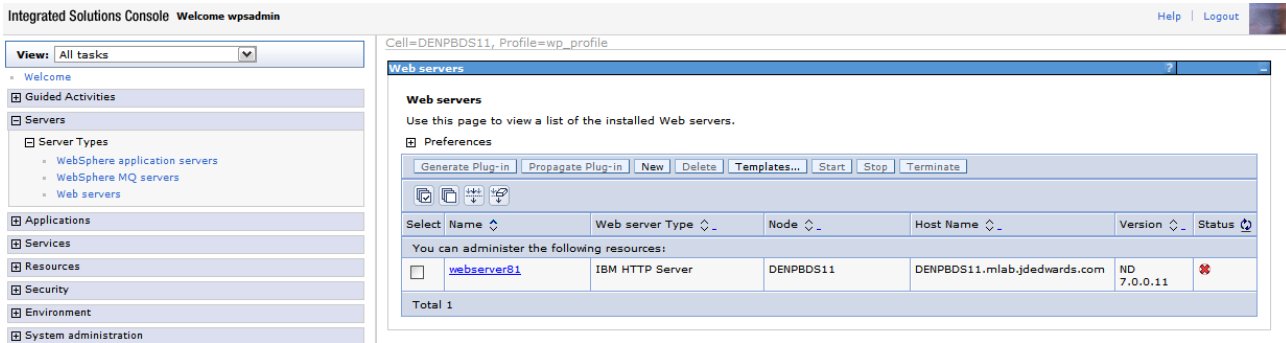 Integrated Solutions Console Welcome wpsadmin
Help | Logout
View: All tasks
Welcome
Guided Activities
Servers
Server Types
WebSphere application servers
WebSphere MQ servers
Web servers
Applications
Services
Resources
Security
Environment
System administration
Cell=DENPBDS11, Profile=wp_profile
Web servers ?
Web servers
Use this page to view a list of the installed Web servers.
Preferences
Generate Plug-in Propagate Plug-in New Delete Templates... Start Stop Terminate
Select Name Web server Type Node Host Name Version Status
You can administer the following resources:
webserver81 IBM HTTP Server DENPBDS11 DENPBDS11.mlab.jdedwards.com ND
7.0.0.11
Total 1